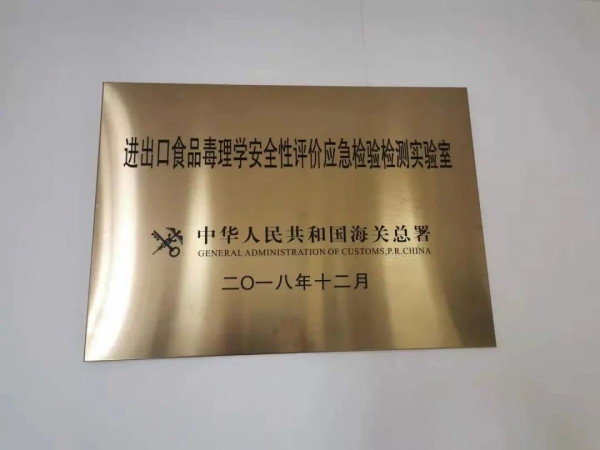 进出口食品毒理学安全性评价应急检验检测实验室
中华人民共和国海关总署
GENERAL ADMINISTRATION OF CUSTOMS,P.R.CHINA
二〇一八年十二月